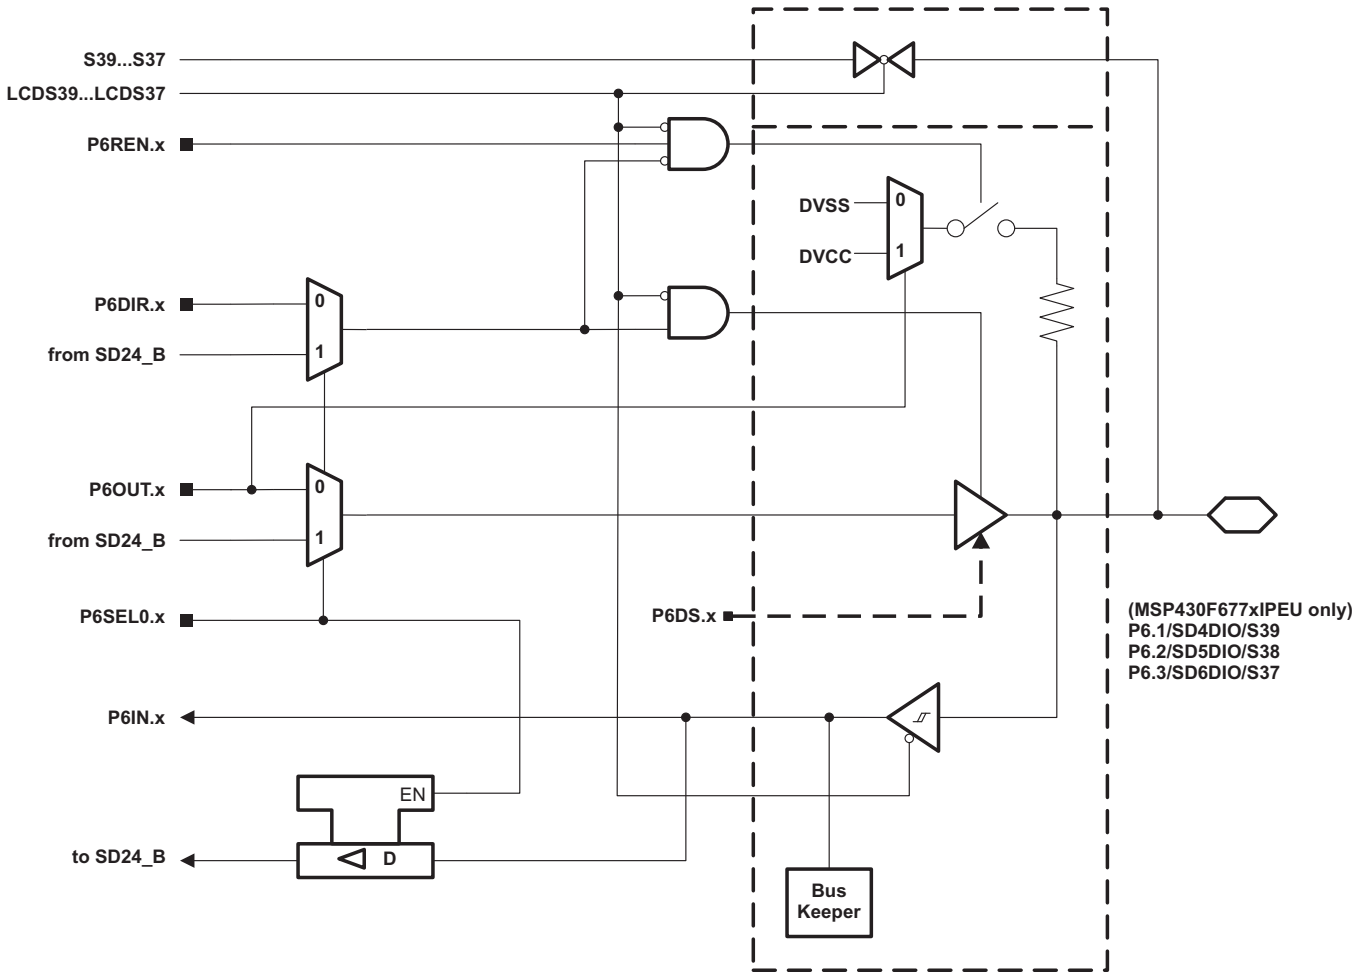 S39...S37
LCDS39...LCDS37
P6REN.x
DVSS
0
DVCC
1
P6DIR.x
0
from SD24_B
1
P6OUT.x
0
from SD24_B
1
P6SEL0.x
P6DS.x
(MSP430F677xIPEU only)
P6.1/SD4DIO/S39
P6.2/SD5DIO/S38
P6.3/SD6DIO/S37
P6IN.x
EN
to SD24_B
D
Bus
Keeper